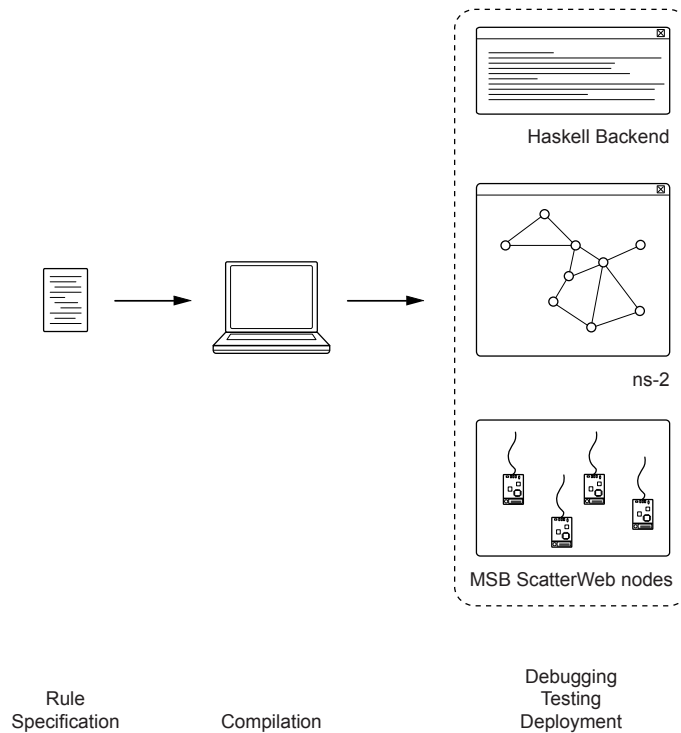 Haskell Backend
ns-2
MSB ScatterWeb nodes
Rule
Specification
Compilation
Debugging
Testing
Deployment